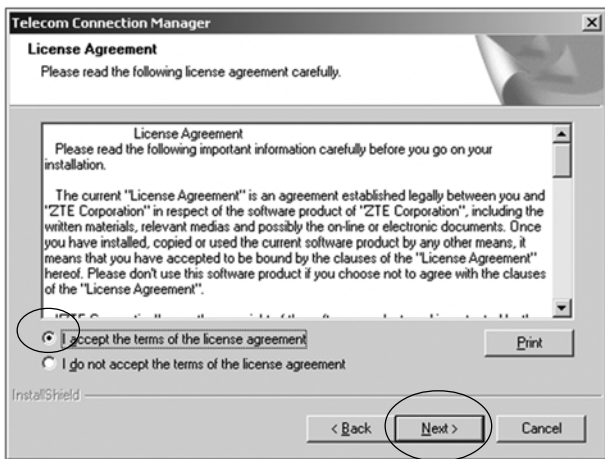 Telecom Connection Manager
License Agreement
Please read the following license agreement carefully.
License Agreement
Please read the following important information carefully before you go on your
installation.
The current "License Agreement" is an agreement established legally between you and
"ZTE Corporation" in respect of the software product of "ZTE Corporation", including the
written materials, relevant medias and possibly the on-line or electronic documents. Once
you have installed, copied or used the current software product by any other means, it
means that you have accepted to be bound by the clauses of the "License Agreement"
hereof. Please don't use this software product if you choose not to agree with the clauses
of the "License Agreement".
I accept the terms of the license agreement
Print
I do not accept the terms of the license agreement
InstallShield
< Back
Next >
Cancel